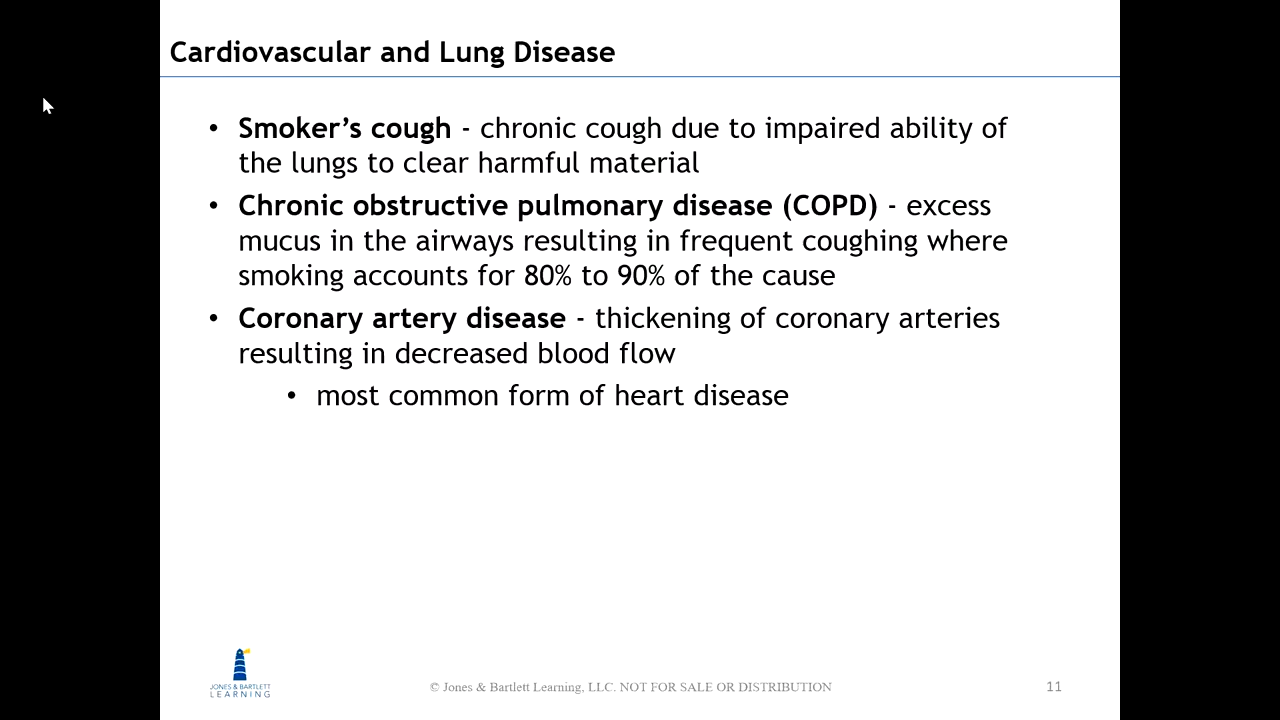 Cardiovascular and Lung Disease
• Smoker’s cough - chronic cough due to impaired ability of
the lungs to clear harmful material
• Chronic obstructive pulmonary disease (COPD) - excess
mucus in the airways resulting in frequent coughing where
smoking accounts for 80% to 90% of the cause
• Coronary artery disease - thickening of coronary arteries
resulting in decreased blood flow
• most common form of heart disease
JONES & BARTLETT
LEARNING
© Jones & Bartlett Learning, LLC. NOT FOR SALE OR DISTRIBUTION
11